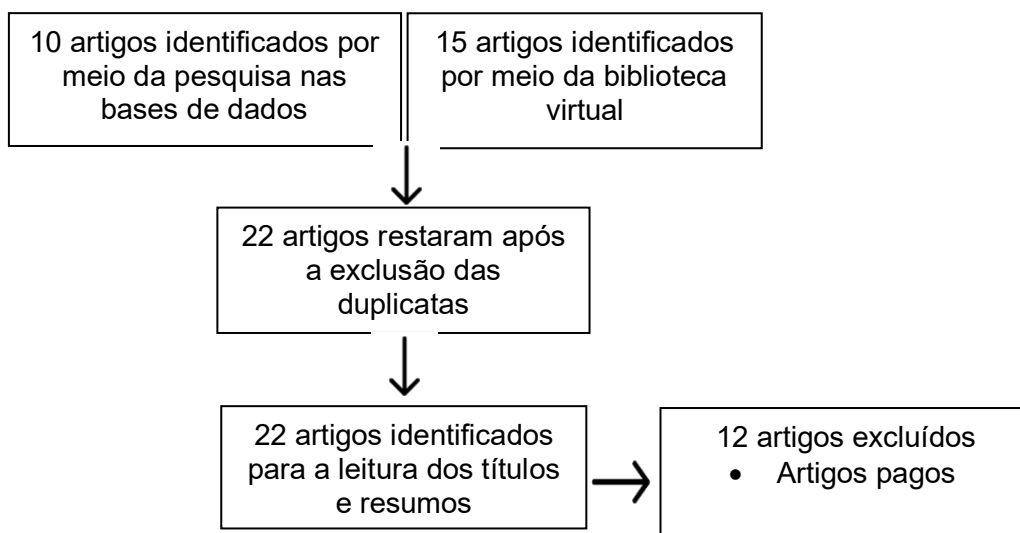 10 artigos identificados por
meio da pesquisa nas
bases de dados
15 artigos identificados
por meio da biblioteca
virtual
22 artigos restaram após
a exclusão das
duplicatas
22 artigos identificados
para a leitura dos títulos
e resumos
12 artigos excluídos
• Artigos pagos